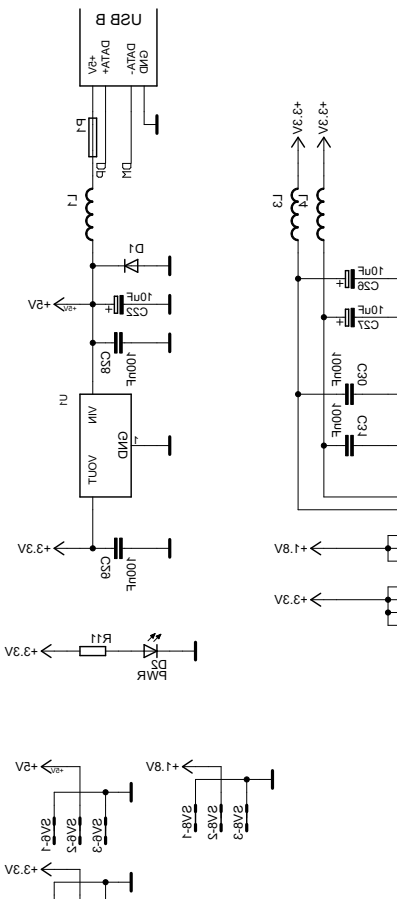 USB B
+5V
DATA+
DATA-
GND
P1
DP
DM
L1
D1
+5V
+5V
10uF
C22
C28
100nF
U1
VIN
VOUT
GND
1
+3.3V
C29
100nF
+3.3V
R11
D2
PWR
+5V
+5V
SV6-1
SV6-2
SV6-3
+3.3V
+1.8V
SV8-1
SV8-2
SV8-3
+3.3V
+3.3V
L3
L4
10uF
C26
10uF
C27
100nF
C30
100nF
C31
+1.8V
+3.3V